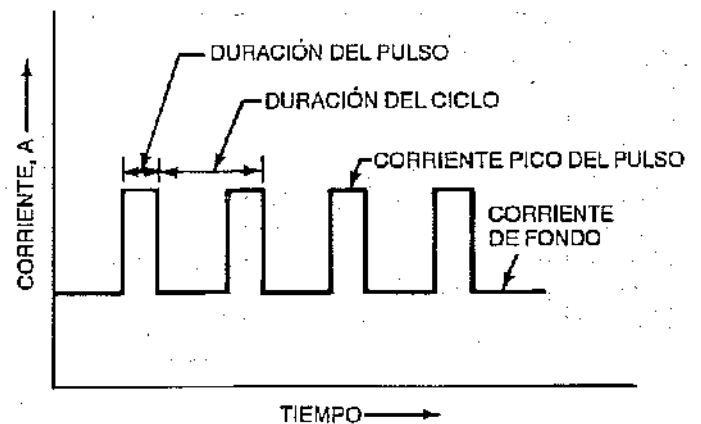 DURACIÓN DEL PULSO
DURACIÓN DEL CICLO
CORRIENTE PICO DEL PULSO
CORRIENTE
DE FONDO
CORRIENTE, A
TIEMPO